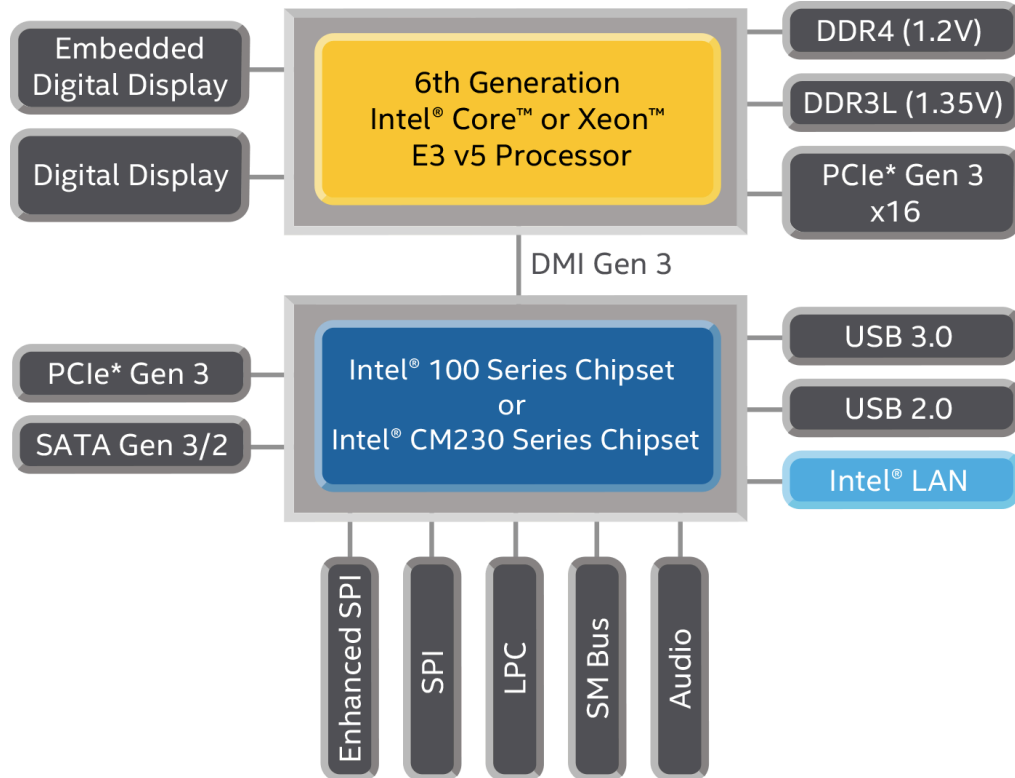 Embedded
Digital Display
Digital Display
6th Generation
Intel® Core™ or Xeon™
E3 v5 Processor
DDR4 (1.2V)
DDR3L (1.35V)
PCIe* Gen 3
x16
DMI Gen 3
PCIe* Gen 3
SATA Gen 3/2
Intel® 100 Series Chipset
or
Intel® CM230 Series Chipset
USB 3.0
USB 2.0
Intel® LAN
Enhanced SPI
SPI
LPC
SM Bus
Audio